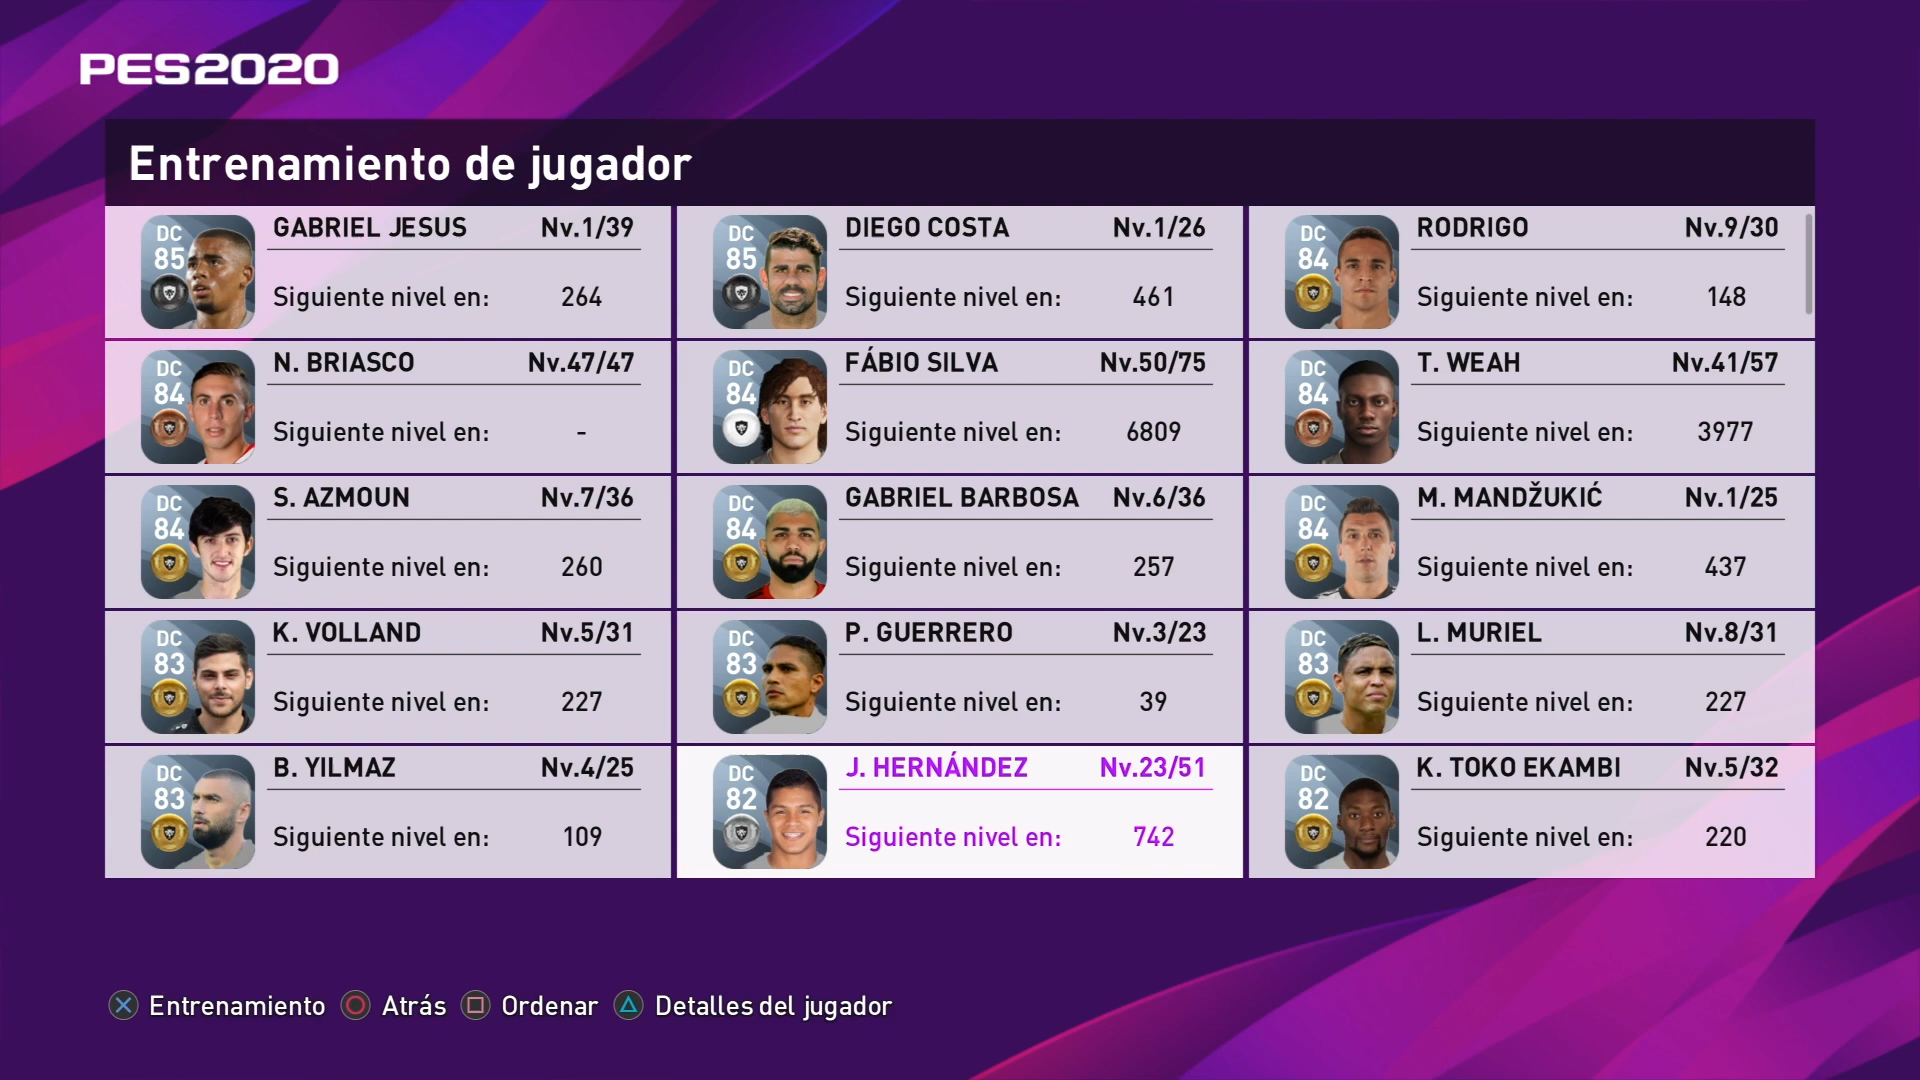 PES2020
Entrenamiento de jugador
DC
85
GABRIEL JESUS Nv.1/39
Siguiente nivel en: 264
DC
85
DIEGO COSTA Nv.1/26
Siguiente nivel en: 461
DC
84
RODRIGO Nv.9/30
Siguiente nivel en: 148
DC
84
N. BRIASCO Nv.47/47
Siguiente nivel en: -
DC
84
FÁBIO SILVA Nv.50/75
Siguiente nivel en: 6809
DC
84
T. WEAH Nv.41/57
Siguiente nivel en: 3977
DC
84
S. AZMOUN Nv.7/36
Siguiente nivel en: 260
DC
84
GABRIEL BARBOSA Nv.6/36
Siguiente nivel en: 257
DC
84
M. MANDŽUKIĆ Nv.1/25
Siguiente nivel en: 437
DC
83
K. VOLLAND Nv.5/31
Siguiente nivel en: 227
DC
83
P. GUERRERO Nv.3/23
Siguiente nivel en: 39
DC
83
L. MURIEL Nv.8/31
Siguiente nivel en: 227
DC
83
B. YILMAZ Nv.4/25
Siguiente nivel en: 109
DC
82
J. HERNÁNDEZ Nv.23/51
Siguiente nivel en: 742
DC
82
K. TOKO EKAMBI Nv.5/32
Siguiente nivel en: 220
Entrenamiento Atrás Ordenar Detalles del jugador